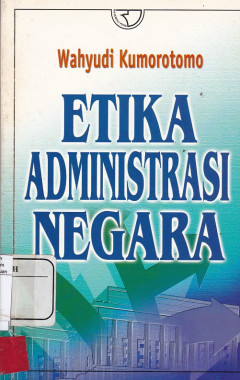 Wahyudi Kumorotomo
ETIKA
ADMINISTRASI
NEGARA